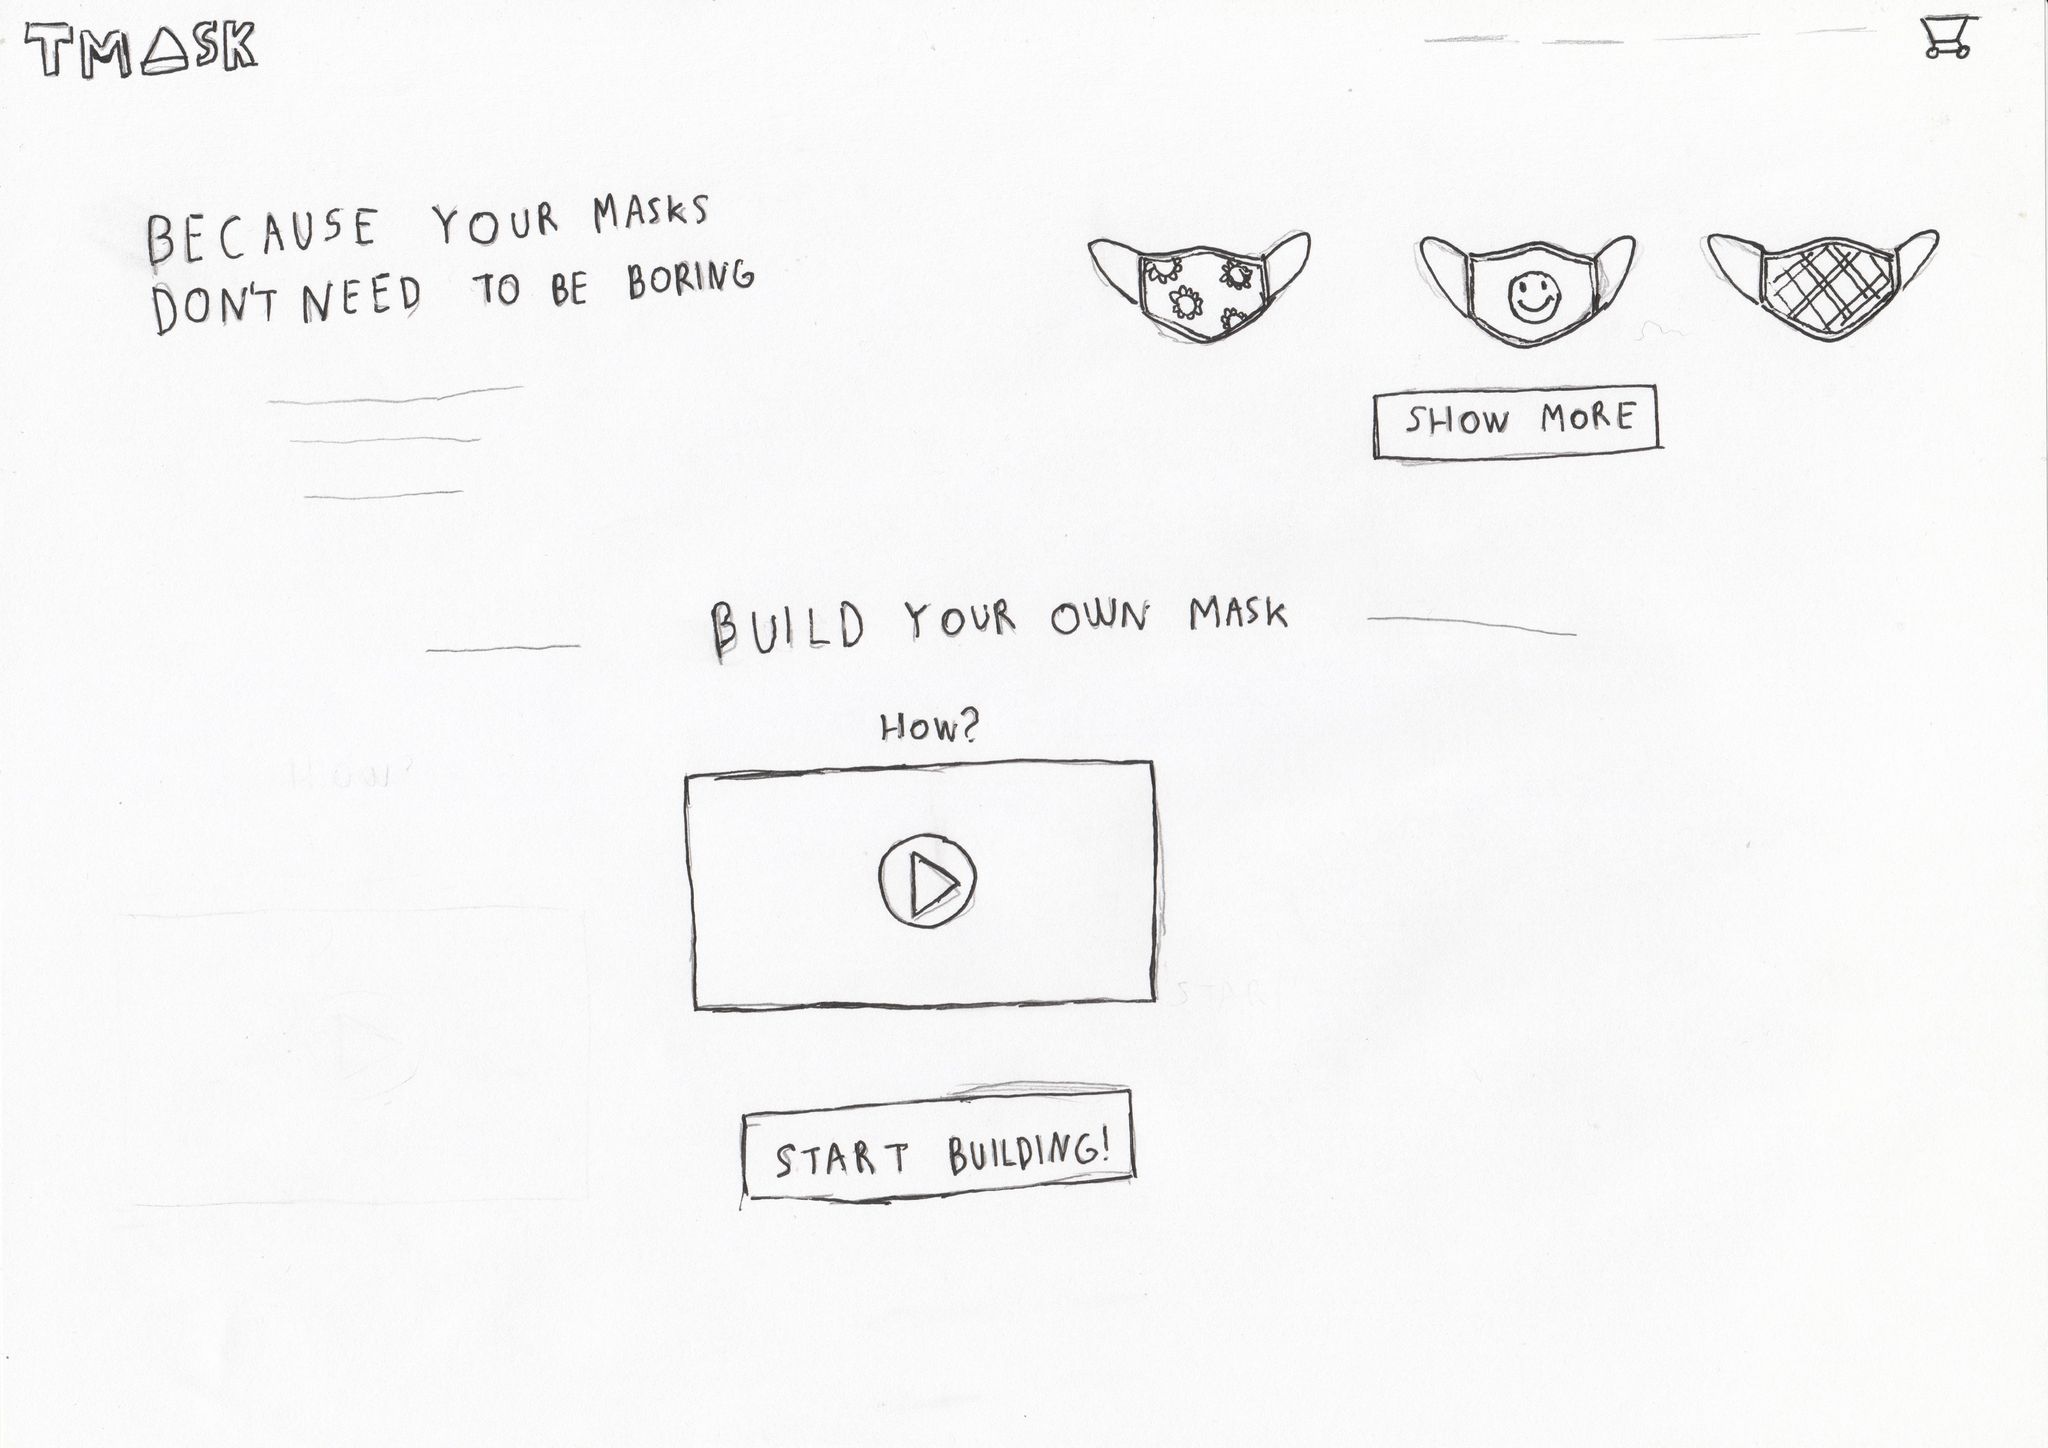 TMASK
BECAUSE YOUR MASKS
DON'T NEED TO BE BORING
SHOW MORE
BUILD YOUR OWN MASK
HOW?
START BUILDING!